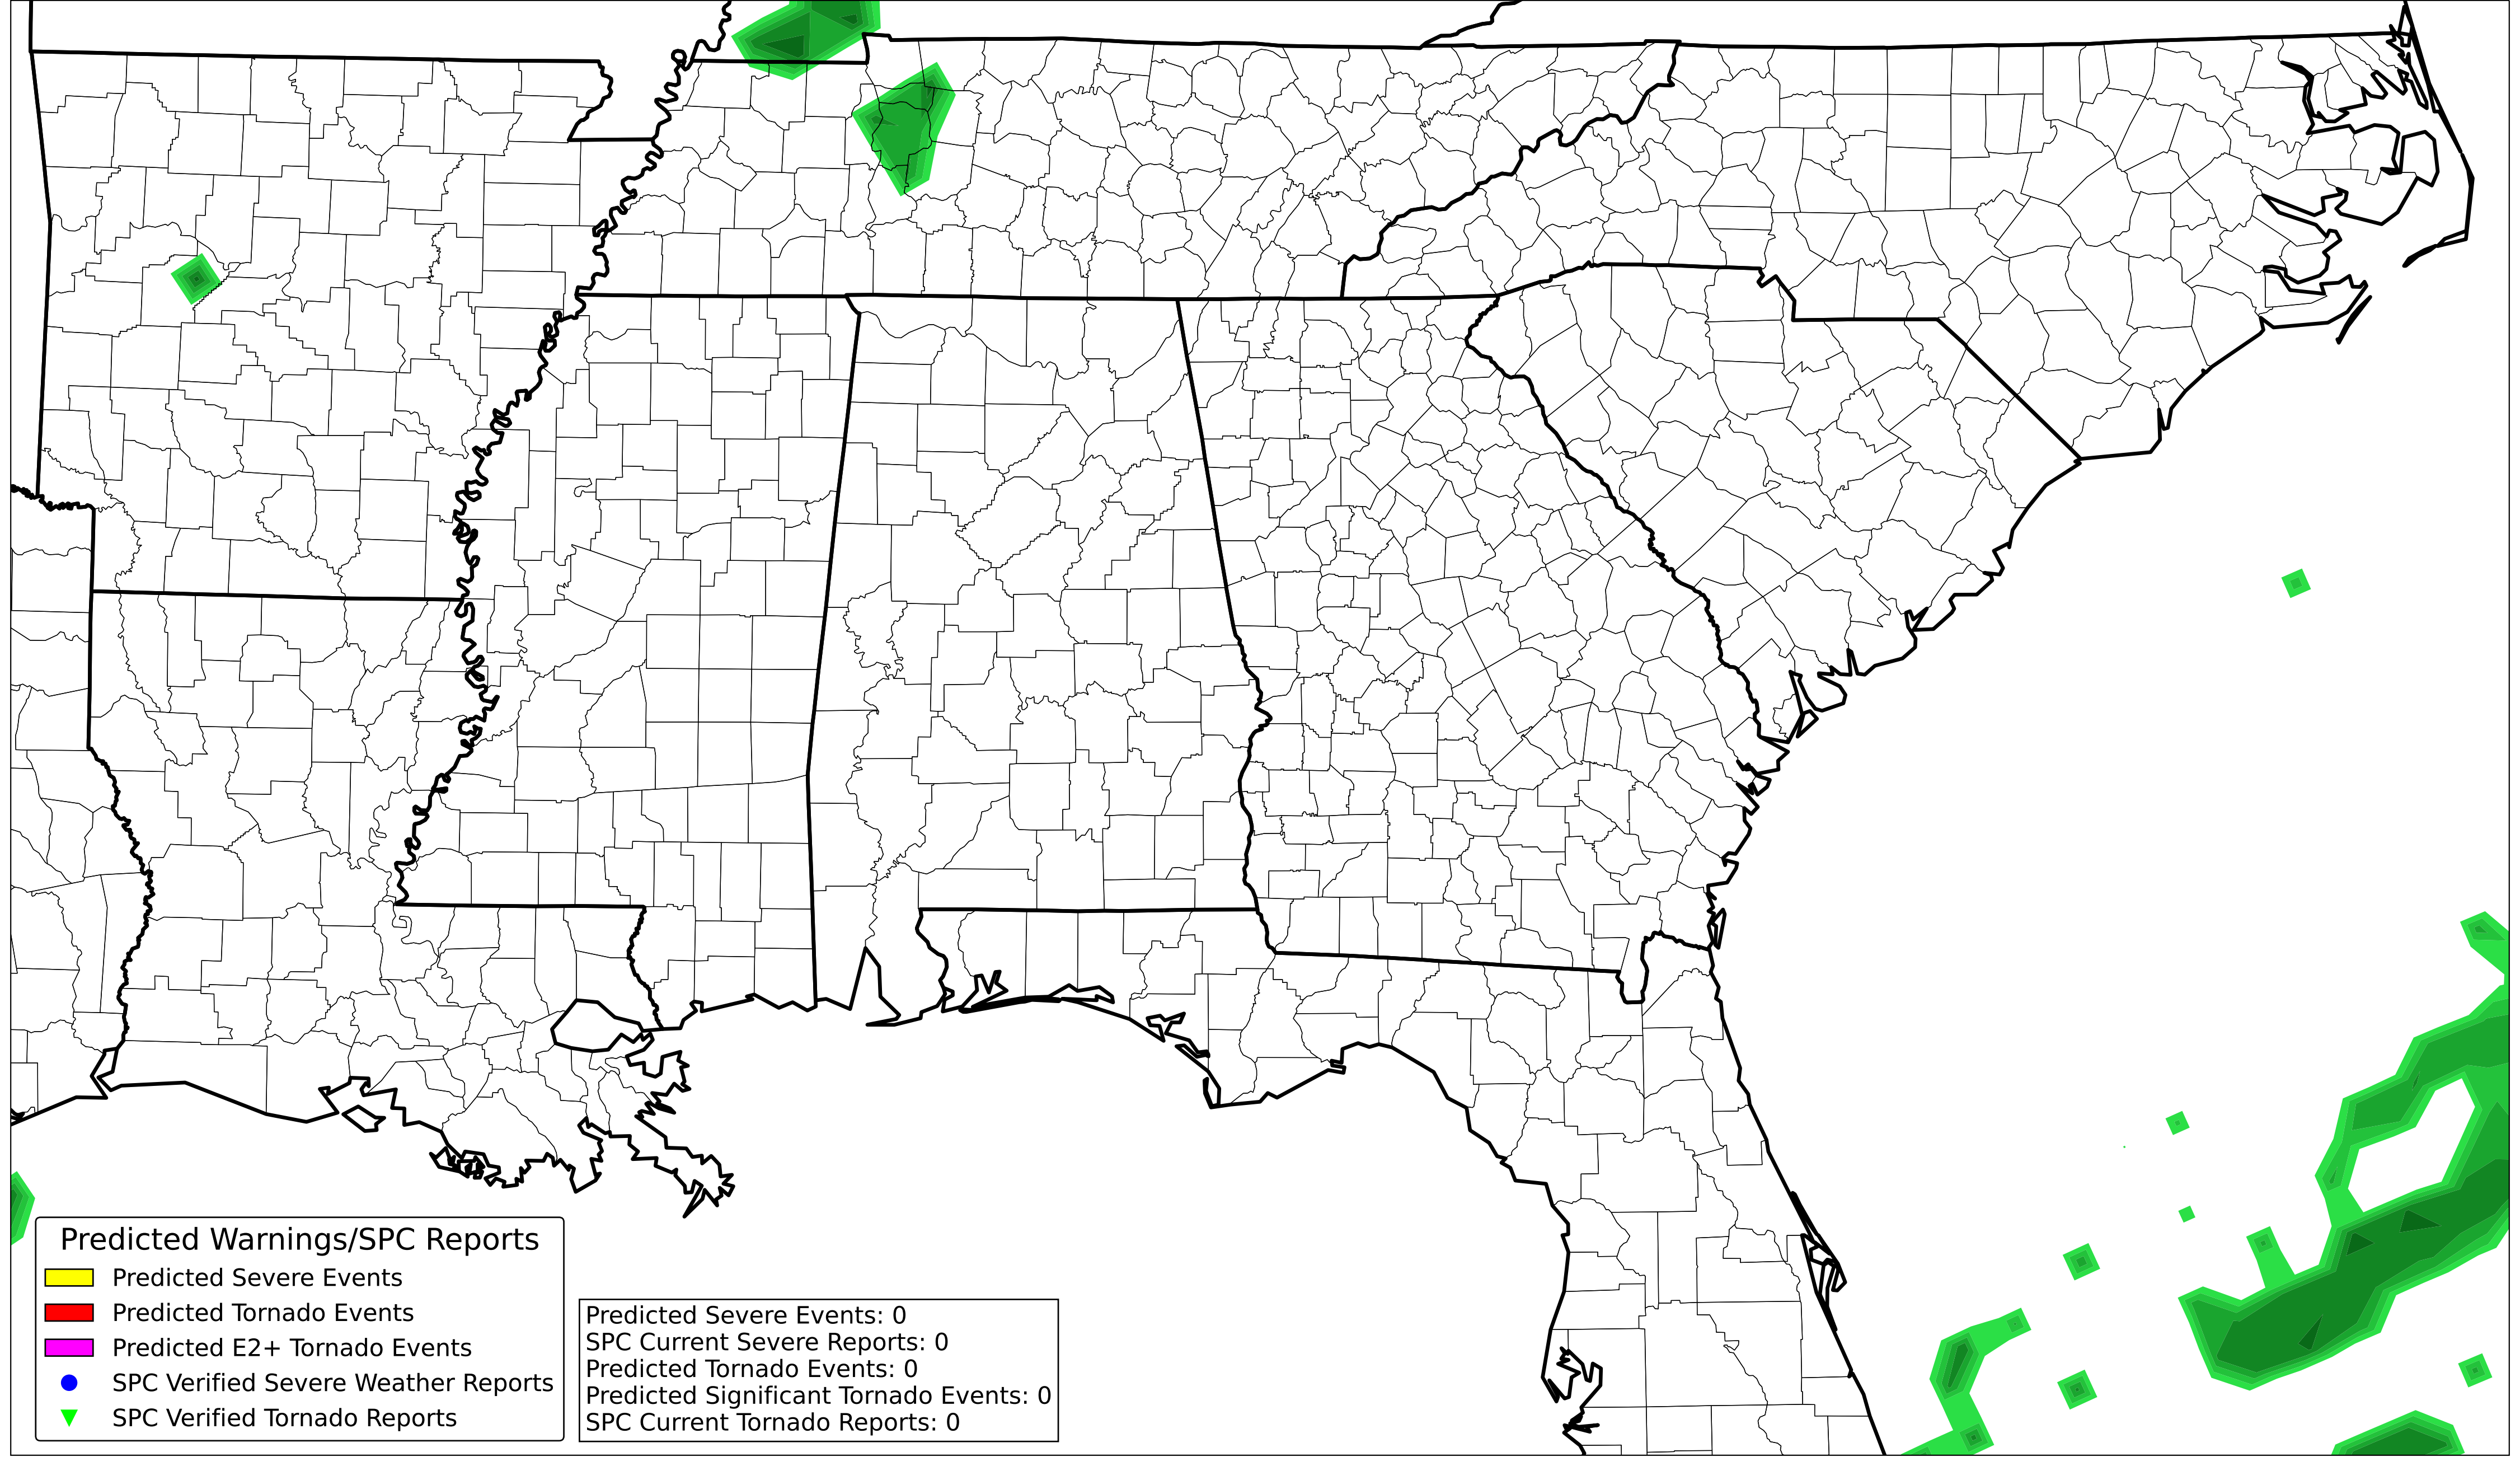 Predicted Warnings/SPC Reports
Predicted Severe Events
Predicted Tornado Events
Predicted E2+ Tornado Events
SPC Verified Severe Weather Reports
SPC Verified Tornado Reports
Predicted Severe Events: 0
SPC Current Severe Reports: 0
Predicted Tornado Events: 0
Predicted Significant Tornado Events: 0
SPC Current Tornado Reports: 0